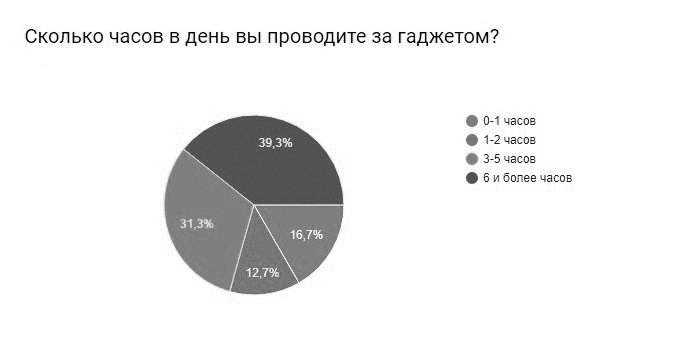 Сколько часов в день вы проводите за гаджетом?
39,3%
31,3%
16,7%
12,7%
0-1 часов
1-2 часов
3-5 часов
6 и более часов